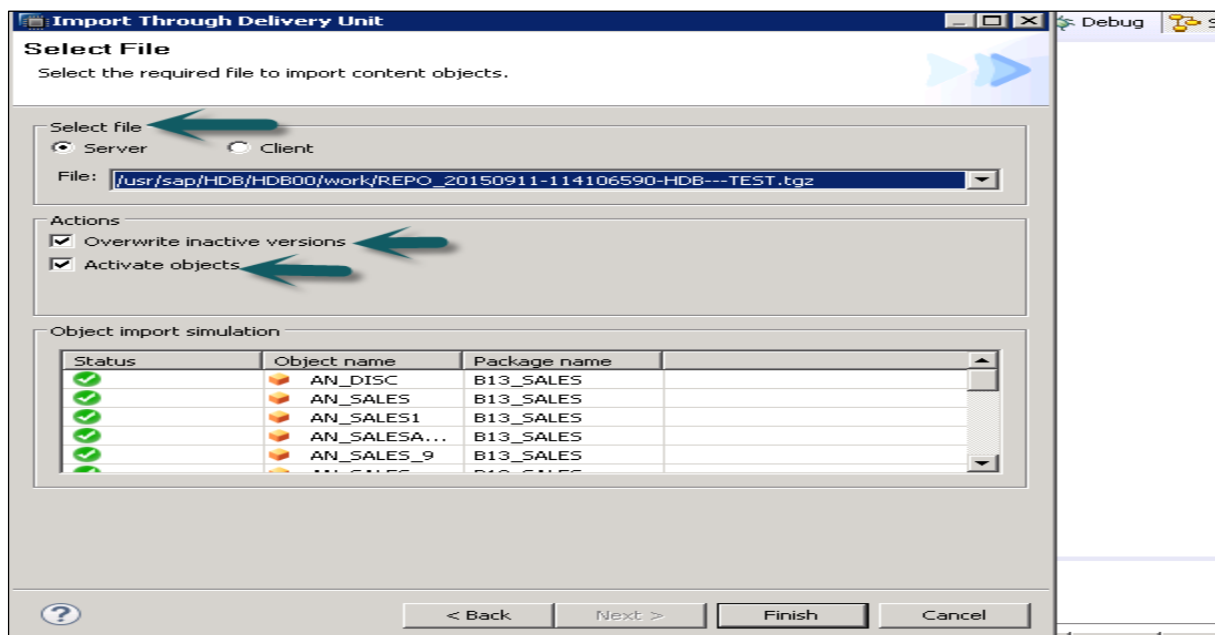 Import Through Delivery Unit
Debug
S
Select File
Select the required file to import content objects.
Select file
Server
Client
File: /usr/sap/HDB/HDB00/work/REPO_20150911-114106590-HDB---TEST.tgz
Actions
Overwrite inactive versions
Activate objects
Object import simulation
Status Object name Package name
AN_DISC B13_SALES
AN_SALES B13_SALES
AN_SALES1 B13_SALES
AN_SALESA... B13_SALES
AN_SALES_9 B13_SALES
? < Back Next > Finish Cancel